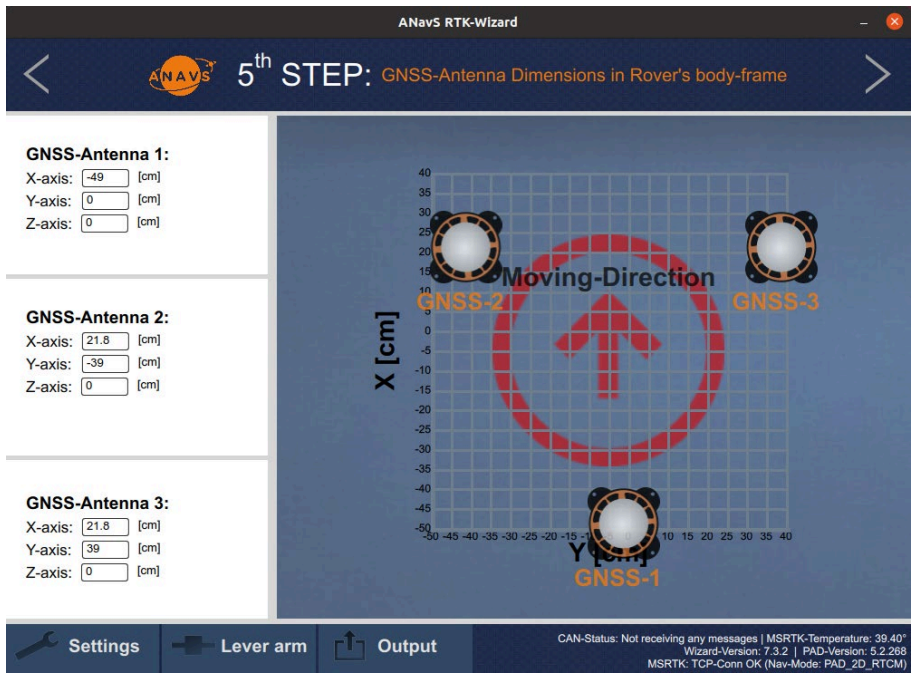 ANavS RTK-Wizard
ANAVS
5th STEP: GNSS-Antenna Dimensions in Rover's body-frame
GNSS-Antenna 1:
X-axis: -49 [cm]
Y-axis: 0 [cm]
Z-axis: 0 [cm]
GNSS-Antenna 2:
X-axis: 21.8 [cm]
Y-axis: -39 [cm]
Z-axis: 0 [cm]
GNSS-Antenna 3:
X-axis: 21.8 [cm]
Y-axis: 39 [cm]
Z-axis: 0 [cm]
40
35
30
25
20
15
Moving-Direction
10
GNSS-2
GNSS-3
5
0
X [cm]
-5
-10
-15
-20
-25
-30
-35
-40
-45
-50
-50 -45 -40 -35 -30 -25 -20 -15 10 15 20 25 30 35 40
Y [cm]
GNSS-1
Settings
Lever arm
Output
CAN-Status: Not receiving any messages | MSRTK-Temperature: 39.40°
Wizard-Version: 7.3.2 | PAD-Version: 5.2.268
MSRTK: TCP-Conn OK (Nav-Mode: PAD_2D_RTCM)